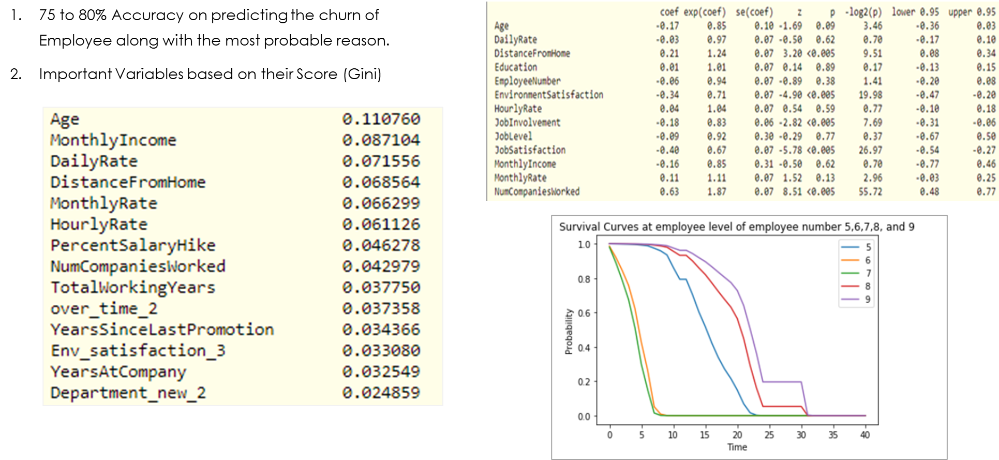 1. 75 to 80% Accuracy on predicting the churn of
Employee along with the most probable reason.
2. Important Variables based on their Score (Gini)
Age 0.110760
MonthlyIncome 0.087104
DailyRate 0.071556
DistanceFromHome 0.068564
MonthlyRate 0.066299
HourlyRate 0.061126
PercentSalaryHike 0.046278
NumCompaniesWorked 0.042979
TotalWorkingYears 0.037750
over_time_2 0.037358
YearsSinceLastPromotion 0.034366
Env_satisfaction_3 0.033080
YearsAtCompany 0.032549
Department_new_2 0.024859
coef exp(coef) se(coef) z p -log2(p) lower 0.95 upper 0.95
Age -0.17 0.85 0.10 -1.69 0.09 3.46 -0.36 0.03
DailyRate -0.03 0.97 0.07 -0.50 0.62 0.70 -0.17 0.10
DistanceFromHome 0.21 1.24 0.07 3.20 <0.005 9.51 0.08 0.34
Education 0.01 1.01 0.07 0.14 0.89 0.17 -0.13 0.15
EmployeeNumber -0.06 0.94 0.07 -0.89 0.38 1.41 -0.20 0.08
EnvironmentSatisfaction -0.34 0.71 0.07 -4.90 <0.005 19.98 -0.47 -0.20
HourlyRate 0.04 1.04 0.07 0.54 0.59 0.77 -0.10 0.18
JobInvolvement -0.18 0.83 0.06 -2.82 <0.005 7.69 -0.31 -0.06
JobLevel -0.09 0.92 0.30 -0.29 0.77 0.37 -0.67 0.50
JobSatisfaction -0.40 0.67 0.07 -5.78 <0.005 26.97 -0.54 -0.27
MonthlyIncome -0.16 0.85 0.31 -0.50 0.62 0.70 -0.77 0.46
MonthlyRate 0.11 1.11 0.07 1.52 0.13 2.96 -0.03 0.25
NumCompaniesWorked 0.63 1.87 0.07 8.51 <0.005 55.72 0.48 0.77
Survival Curves at employee level of employee number 5,6,7,8, and 9
5
6
7
8
9
Probability
1.0
0.8
0.6
0.4
0.2
0.0
0 5 10 15 20 25 30 35 40
Time